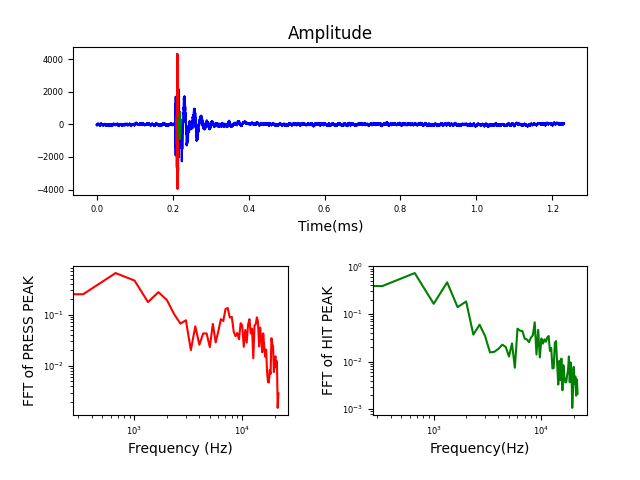 Amplitude
4000
2000
0
−2000
−4000
0.0 0.2 0.4 0.6 0.8 1.0 1.2
Time(ms)
FFT of PRESS PEAK
10⁻¹
10⁻²
10³ 10⁴
Frequency (Hz)
FFT of HIT PEAK
10⁰
10⁻¹
10⁻²
10⁻³
10³ 10⁴
Frequency(Hz)